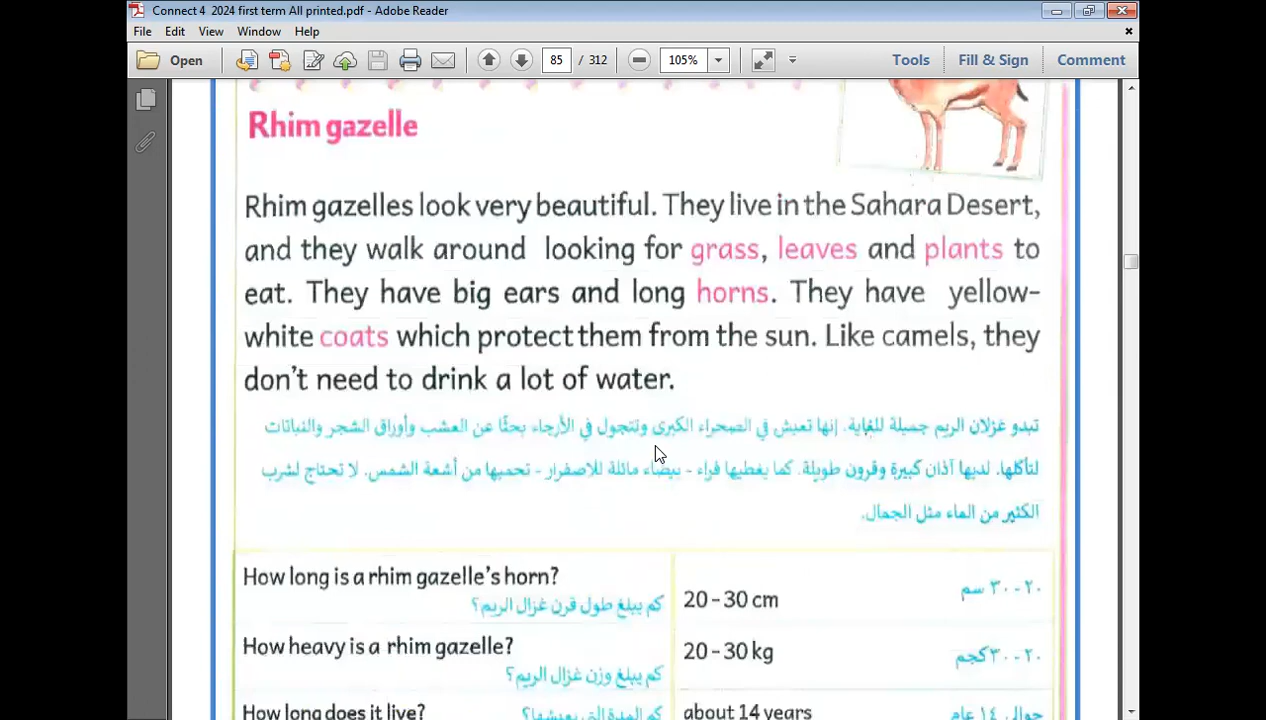 Connect 4 2024 first term All printed.pdf - Adobe Reader
File Edit View Window Help
Open 85 / 312 105% Tools Fill & Sign Comment
Rhim gazelle
Rhim gazelles look very beautiful. They live in the Sahara Desert,
and they walk around looking for grass, leaves and plants to
eat. They have big ears and long horns. They have yellow-
white coats which protect them from the sun. Like camels, they
don't need to drink a lot of water.
تبدو غزلان الريم جميلة للغاية. إنها تعيش في الصحراء الكبرى وتتجول في الأرجاء بحثًا عن العشب وأوراق الشجر والنباتات
لتأكلها. لديها آذان كبيرة وقرون طويلة. كما يغطيها فراء - بيضاء مائلة للاصفرار - تحميها من أشعة الشمس. لا تحتاج لشرب
الكثير من الماء مثل الجمال.
How long is a rhim gazelle's horn?
كم يبلغ طول قرن غزال الريم؟
20 - 30 cm
٢٠ - ٣٠ سم
How heavy is a rhim gazelle?
كم يبلغ وزن غزال الريم؟
20 - 30 kg
٢٠ - ٣٠ كجم
How long does it live?
كم المدة التي يعيشها؟
about 14 years
حوالي ١٤ عام